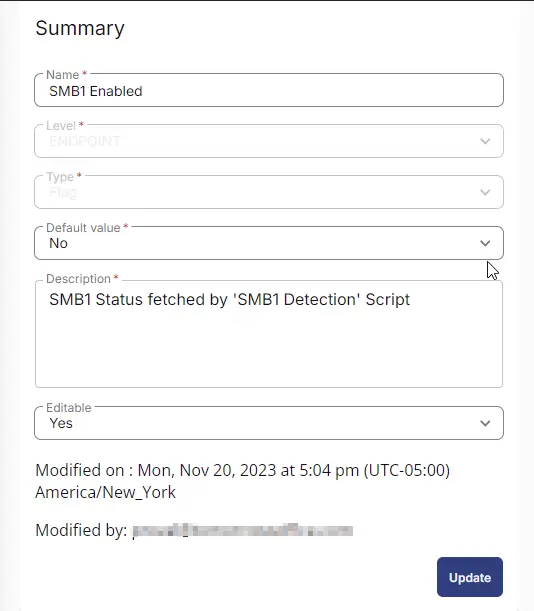 Summary
Name *
SMB1 Enabled
Level *
ENDPOINT
Type *
Flag
Default value *
No
Description *
SMB1 Status fetched by 'SMB1 Detection' Script
Editable
Yes
Modified on : Mon, Nov 20, 2023 at 5:04 pm (UTC-05:00)
America/New_York
Modified by:
Update